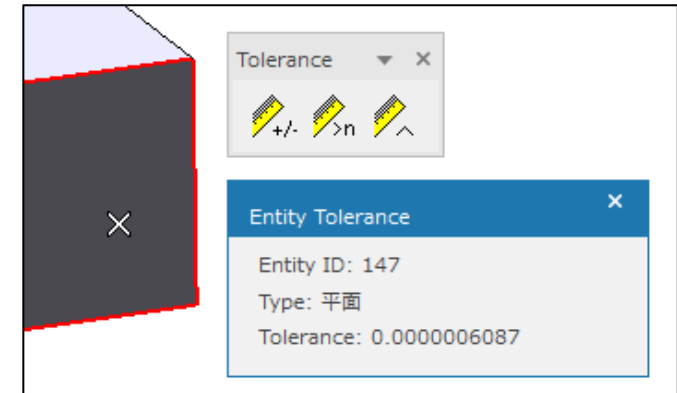 Tolerance
+/- >n ^
Entity Tolerance
Entity ID: 147
Type: 平面
Tolerance: 0.0000006087